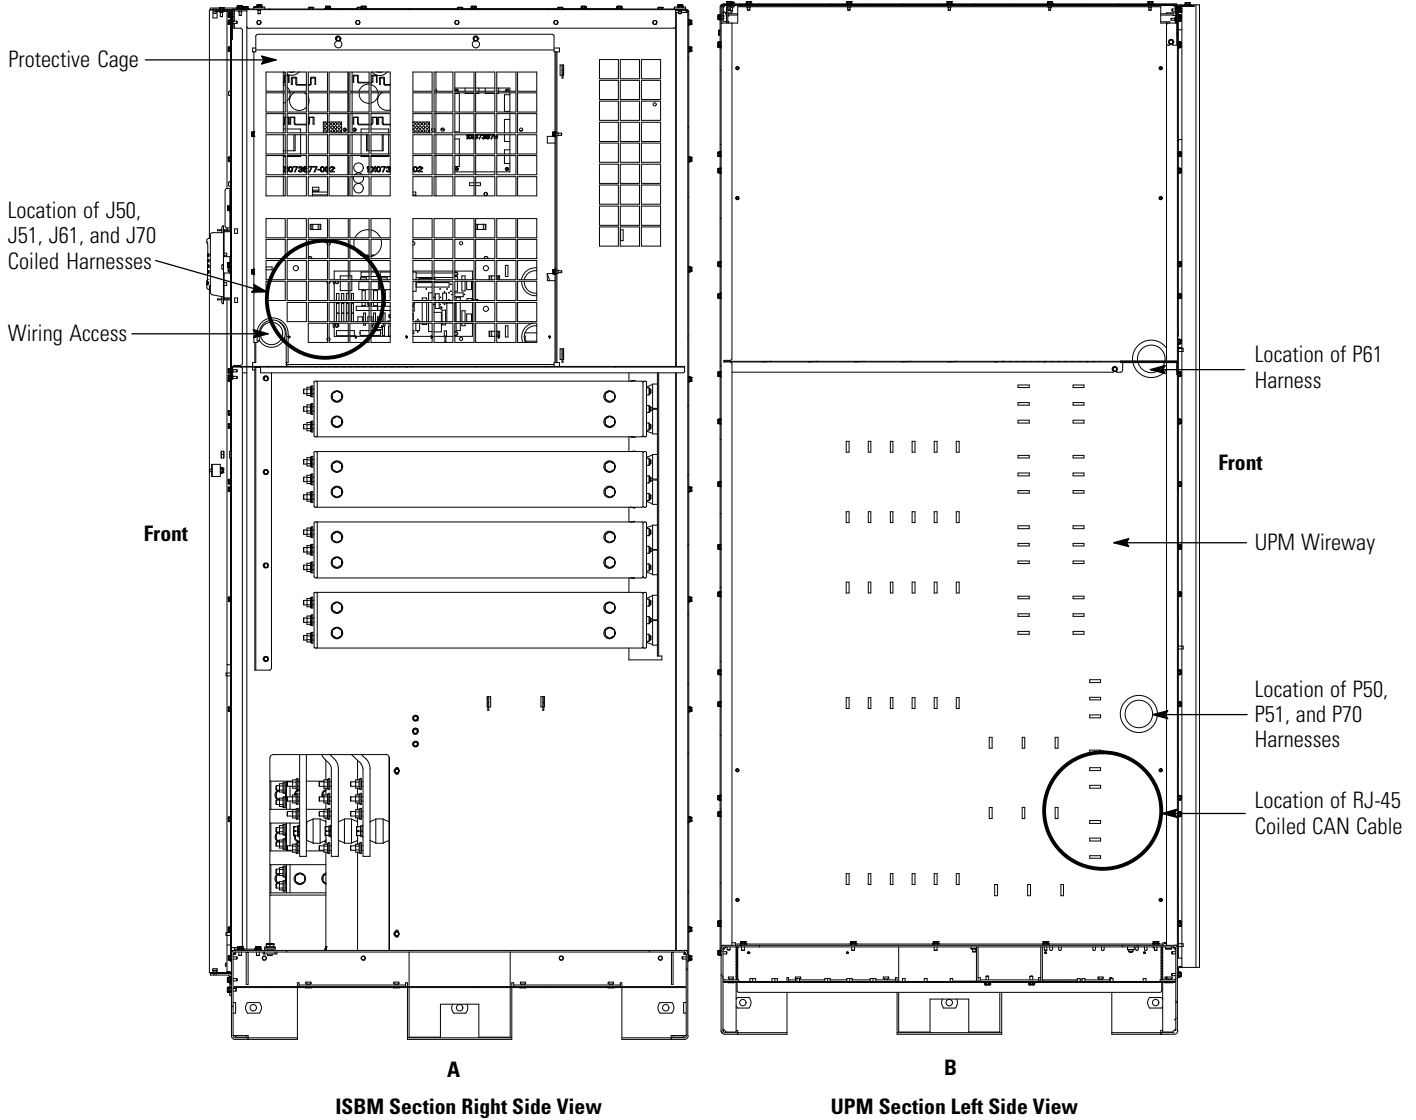 Protective Cage
Location of J50,
J51, J61, and J70
Coiled Harnesses
Wiring Access
Front
Location of P61
Harness
Front
UPM Wireway
Location of P50,
P51, and P70
Harnesses
Location of RJ-45
Coiled CAN Cable
A
ISBM Section Right Side View
B
UPM Section Left Side View